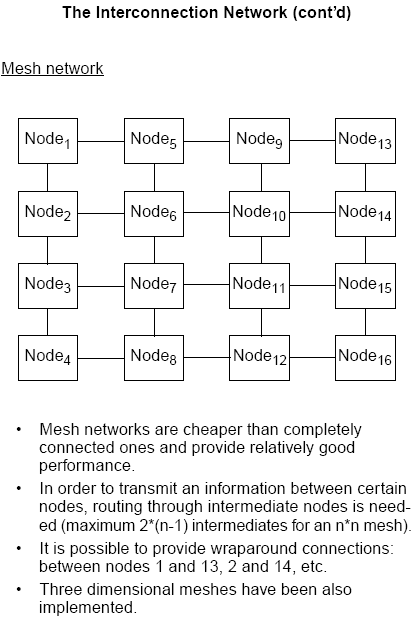 The Interconnection Network (cont’d)
Mesh network
Node1 Node5 Node9 Node13
Node2 Node6 Node10 Node14
Node3 Node7 Node11 Node15
Node4 Node8 Node12 Node16
• Mesh networks are cheaper than completely
connected ones and provide relatively good
performance.
• In order to transmit an information between certain
nodes, routing through intermediate nodes is need-
ed (maximum 2*(n-1) intermediates for an n*n mesh).
• It is possible to provide wraparound connections:
between nodes 1 and 13, 2 and 14, etc.
• Three dimensional meshes have been also
implemented.